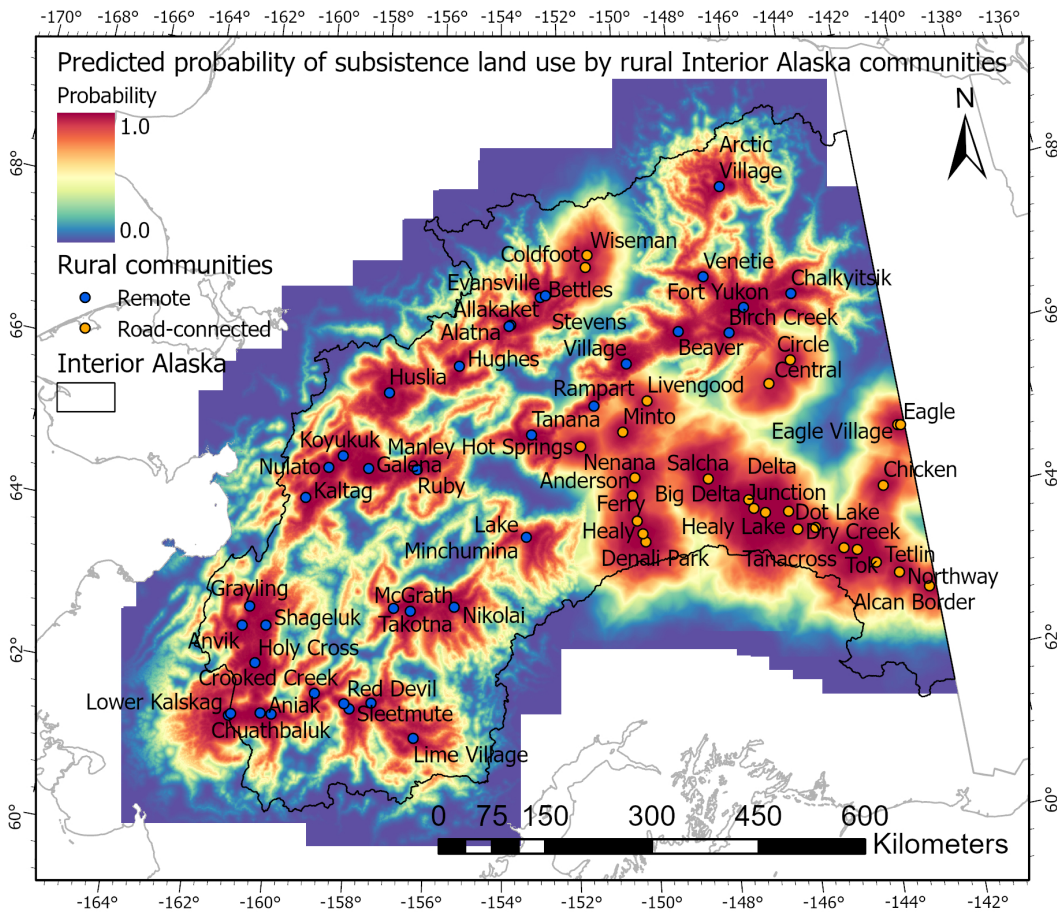 -170° -168° -166° -164° -162° -160° -158° -156° -154° -152° -150° -148° -146° -144° -142° -140° -138° -136°
Predicted probability of subsistence land use by rural Interior Alaska communities
Probability
1.0
0.0
Rural communities
Remote
Road-connected
Interior Alaska
N
68°
66°
64°
62°
60°
68°
66°
64°
62°
60°
Arctic
Village
Wiseman
Coldfoot
Venetie
Chalkyitsik
Evansville
Bettles
Fort Yukon
Allakaket
Stevens
Village
Birch Creek
Alatna
Beaver
Circle
Hughes
Central
Huslia
Rampart
Livengood
Tanana
Minto
Eagle
Eagle Village
Koyukuk
Manley Hot Springs
Nulato
Galena
Ruby
Nenana
Salcha
Delta
Junction
Chicken
Kaltag
Anderson
Big Delta
Ferry
Dot Lake
Lake
Minchumina
Healy
Healy Lake
Dry Creek
Denali Park
Tanacross
Tok
Tetlin
Northway
Alcan Border
Grayling
McGrath
Shageluk
Takotna
Nikolai
Anvik
Holy Cross
Crooked Creek
Lower Kalskag
Aniak
Red Devil
Chuathbaluk
Sleetmute
Lime Village
0 75 150 300 450 600
Kilometers
-164° -162° -160° -158° -156° -154° -152° -150° -148° -146° -144° -142°